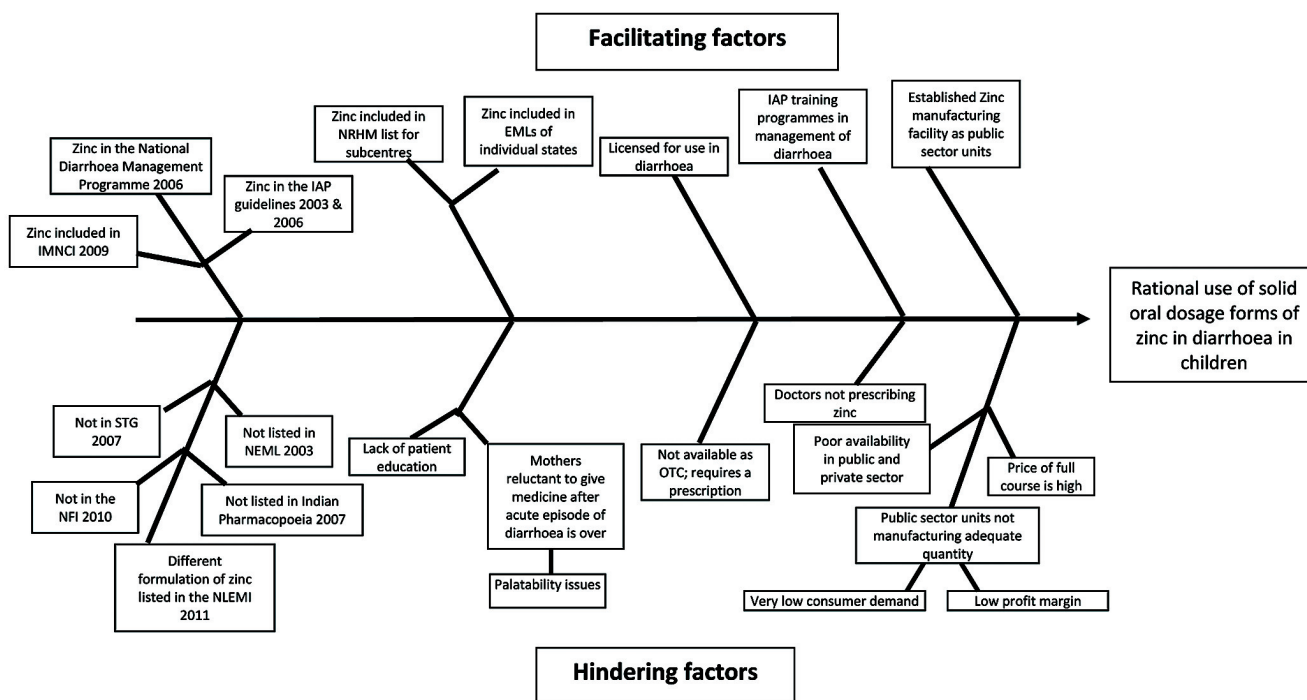 Facilitating factors
Zinc in the National
Diarrhoea Management
Programme 2006
Zinc included in
IMNCI 2009
Zinc in the IAP
guidelines 2003 &
2006
Zinc included in
NRHM list for
subcentres
Zinc included in
EMLs of
individual states
Licensed for use in
diarrhoea
IAP training
programmes in
management of
diarrhoea
Established Zinc
manufacturing
facility as public
sector units
Rational use of solid
oral dosage forms of
zinc in diarrhoea in
children
Not in STG
2007
Not listed in
NEML 2003
Not in the
NFI 2010
Not listed in Indian
Pharmacopoeia 2007
Different
formulation of zinc
listed in the NLEMI
2011
Lack of patient
education
Mothers
reluctant to give
medicine after
acute episode of
diarrhoea is over
Palatability issues
Not available as
OTC; requires a
prescription
Doctors not prescribing
zinc
Poor availability
in public and
private sector
Price of full
course is high
Public sector units not
manufacturing adequate
quantity
Very low consumer demand
Low profit margin
Hindering factors